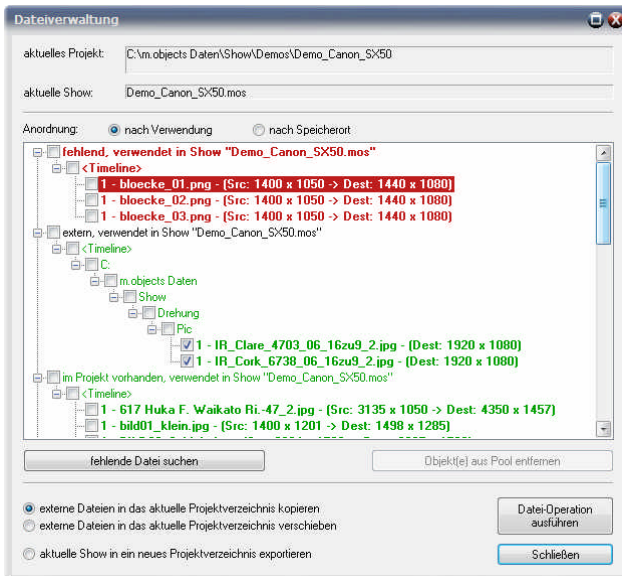 Dateiverwaltung
aktuelles Projekt: C:\m.objects Daten\Show\Demos\Demo_Canon_SX50
aktuelle Show: Demo_Canon_SX50.mos
Anordnung: nach Verwendung nach Speicherort
fehlend, verwendet in Show "Demo_Canon_SX50.mos"
<Timeline>
1 - bloecke_01.png - (Src: 1400 x 1050 -> Dest: 1440 x 1080)
1 - bloecke_02.png - (Src: 1400 x 1050 -> Dest: 1440 x 1080)
1 - bloecke_03.png - (Src: 1400 x 1050 -> Dest: 1440 x 1080)
extern, verwendet in Show "Demo_Canon_SX50.mos"
<Timeline>
C:
m.objects Daten
Show
Drehung
Pic
1 - IR_Clare_4703_06_16zu9_2.jpg - (Dest: 1920 x 1080)
1 - IR_Cork_6738_06_16zu9_2.jpg - (Dest: 1920 x 1080)
im Projekt vorhanden, verwendet in Show "Demo_Canon_SX50.mos"
<Timeline>
1 - 617 Huka F. Waikato Ri.-47_2.jpg - (Src: 3135 x 1050 -> Dest: 4350 x 1457)
1 - bild01_klein.jpg - (Src: 1400 x 1201 -> Dest: 1498 x 1285)
fehlende Datei suchen Objekt(e) aus Pool entfernen
externe Dateien in das aktuelle Projektverzeichnis kopieren
externe Dateien in das aktuelle Projektverzeichnis verschieben
Datei-Operation
ausführen
aktuelle Show in ein neues Projektverzeichnis exportieren
Schließen